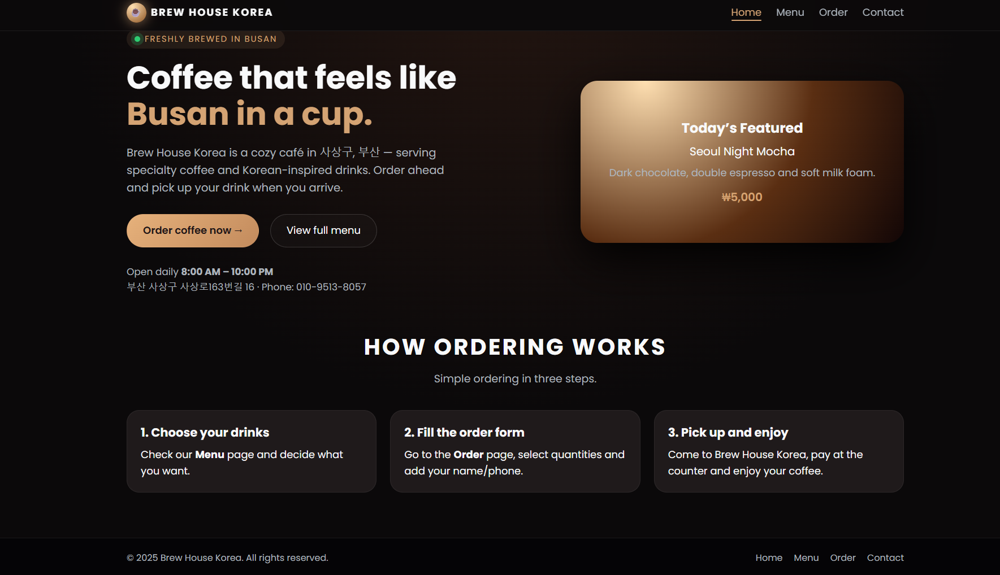 BREW HOUSE KOREA
Home Menu Order Contact
FRESHLY BREWED IN BUSAN
Coffee that feels like
Busan in a cup.
Brew House Korea is a cozy café in 사상구, 부산 — serving
specialty coffee and Korean-inspired drinks. Order ahead
and pick up your drink when you arrive.
Order coffee now →
View full menu
Open daily 8:00 AM – 10:00 PM
부산 사상구 사상로163번길 16 · Phone: 010-9513-8057
Today’s Featured
Seoul Night Mocha
Dark chocolate, double espresso and soft milk foam.
₩5,000
HOW ORDERING WORKS
Simple ordering in three steps.
1. Choose your drinks
Check our Menu page and decide what
you want.
2. Fill the order form
Go to the Order page, select quantities and
add your name/phone.
3. Pick up and enjoy
Come to Brew House Korea, pay at the
counter and enjoy your coffee.
© 2025 Brew House Korea. All rights reserved.
Home Menu Order Contact